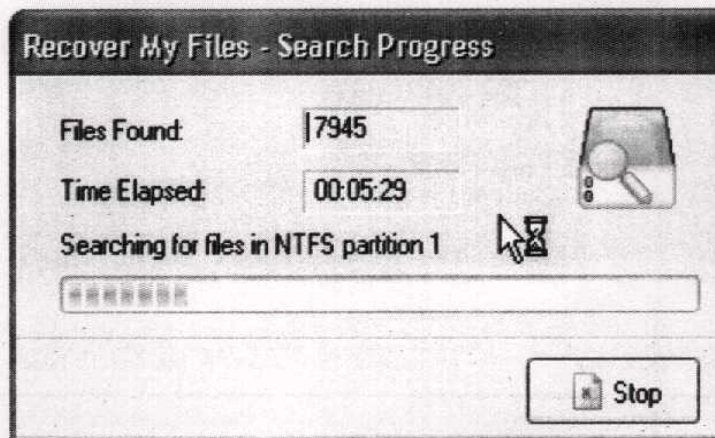 Recover My Files - Search Progress
Files Found: 7945
Time Elapsed: 00:05:29
Searching for files in NTFS partition 1
Stop